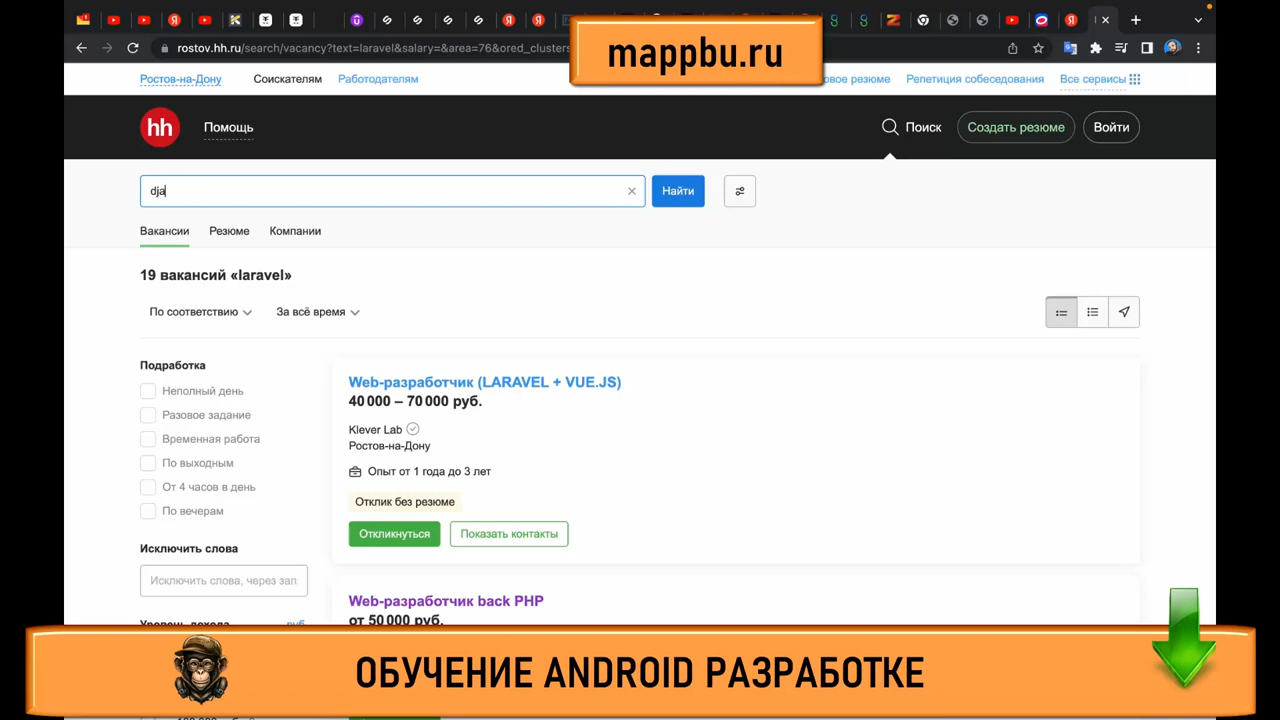 mappbu.ru
rostov.hh.ru/search/vacancy?text=laravel&salary=&area=76&ored_clusters
Ростов-на-Дону Соискателям Работодателям вое резюме Репетиция собеседования Все сервисы
hh Помощь Поиск Создать резюме Войти
dja Найти
Вакансии Резюме Компании
19 вакансий «laravel»
По соответствию За всё время
Подработка
Неполный день
Разовое задание
Временная работа
По выходным
От 4 часов в день
По вечерам
Исключить слова
Исключить слова, через зап
Уровень дохода руб.
Web-разработчик (LARAVEL + VUE.JS)
40 000 – 70 000 руб.
Klever Lab
Ростов-на-Дону
Опыт от 1 года до 3 лет
Отклик без резюме
Откликнуться Показать контакты
Web-разработчик back PHP
от 50 000 руб.
ОБУЧЕНИЕ ANDROID РАЗРАБОТКЕ